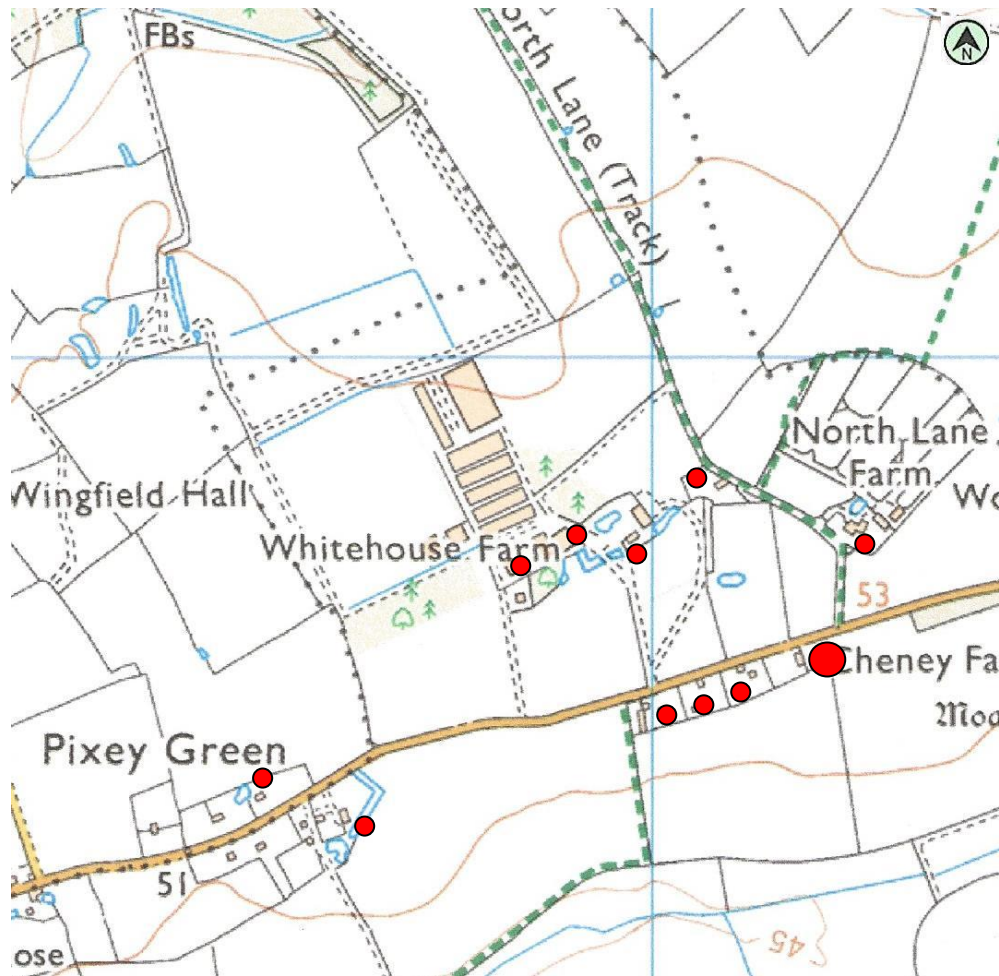 FBs
North Lane (Track)
N
North Lane
Farm
Wingfield Hall
Whitehouse Farm
53
Cheney Fa
Pixey Green
51
45
ose